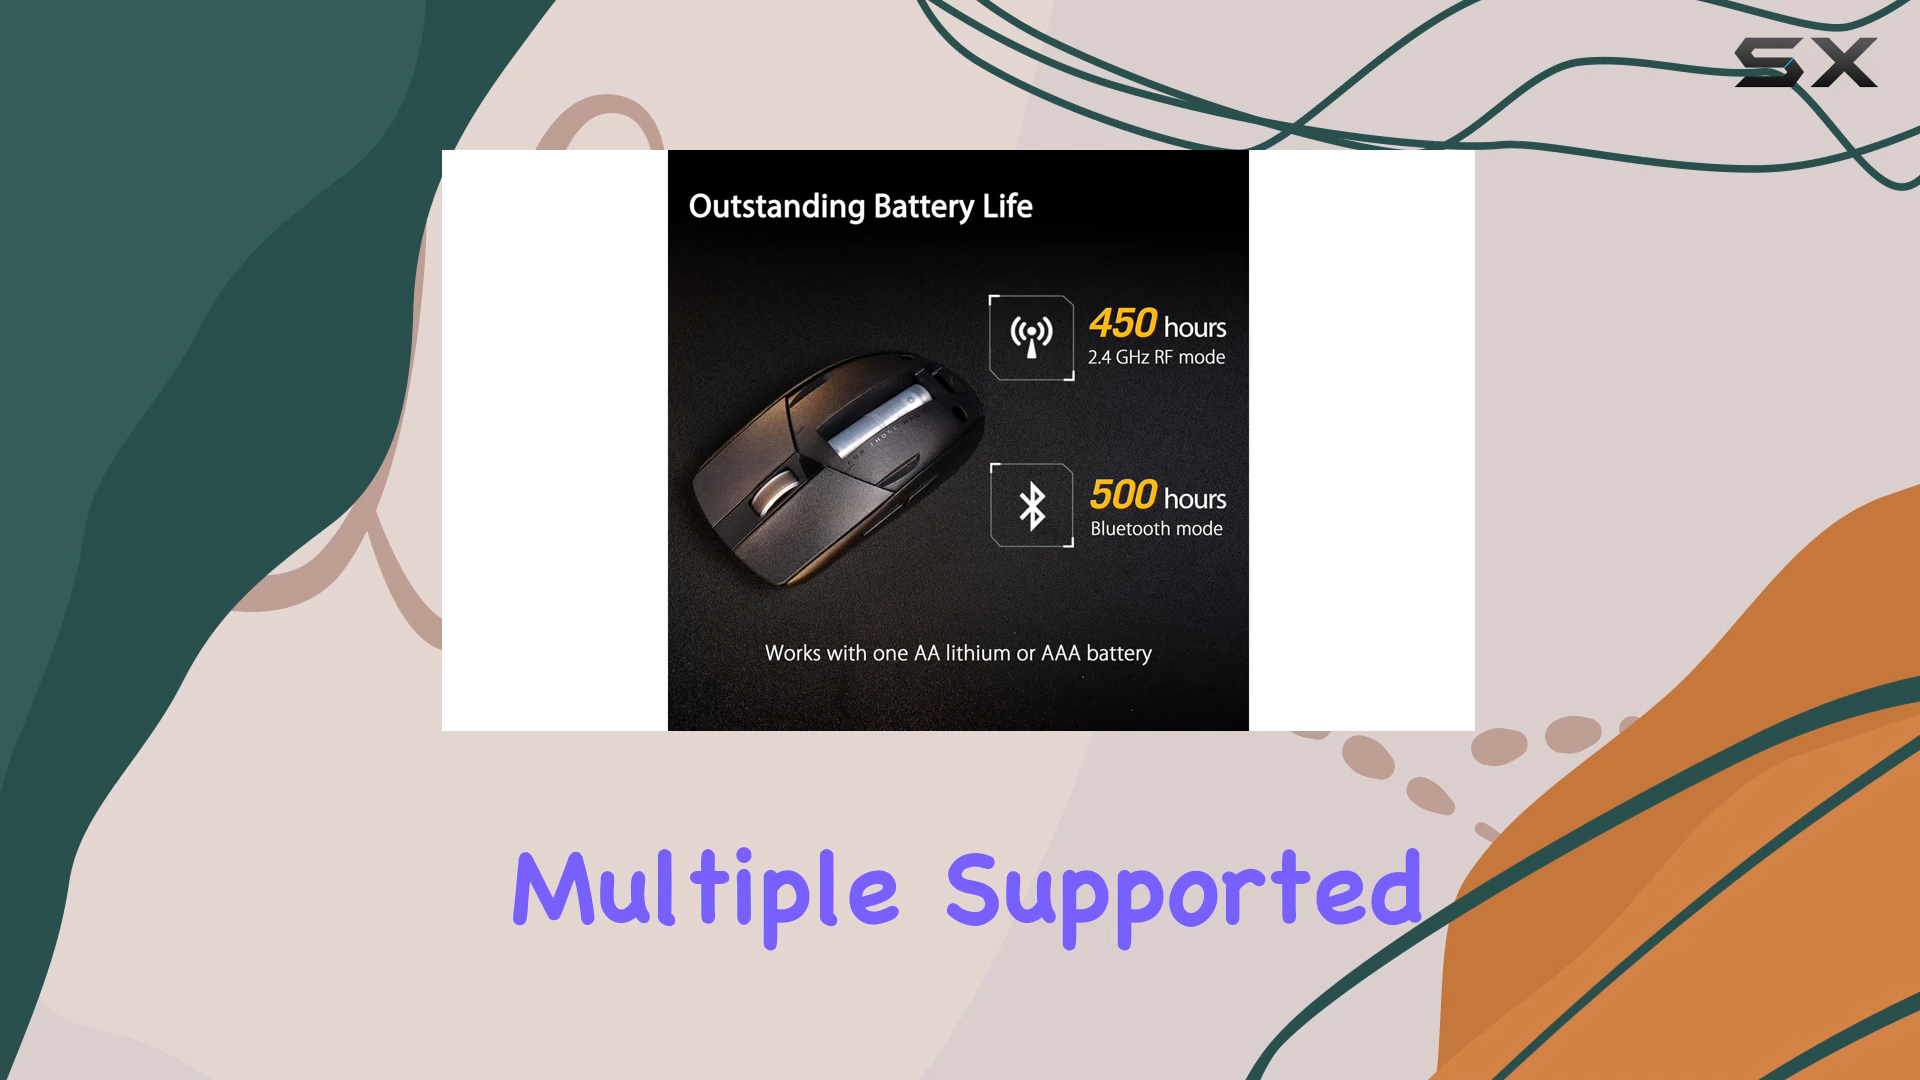 SX
Outstanding Battery Life
450 hours
2.4 GHz RF mode
500 hours
Bluetooth mode
Works with one AA lithium or AAA battery
Multiple Supported